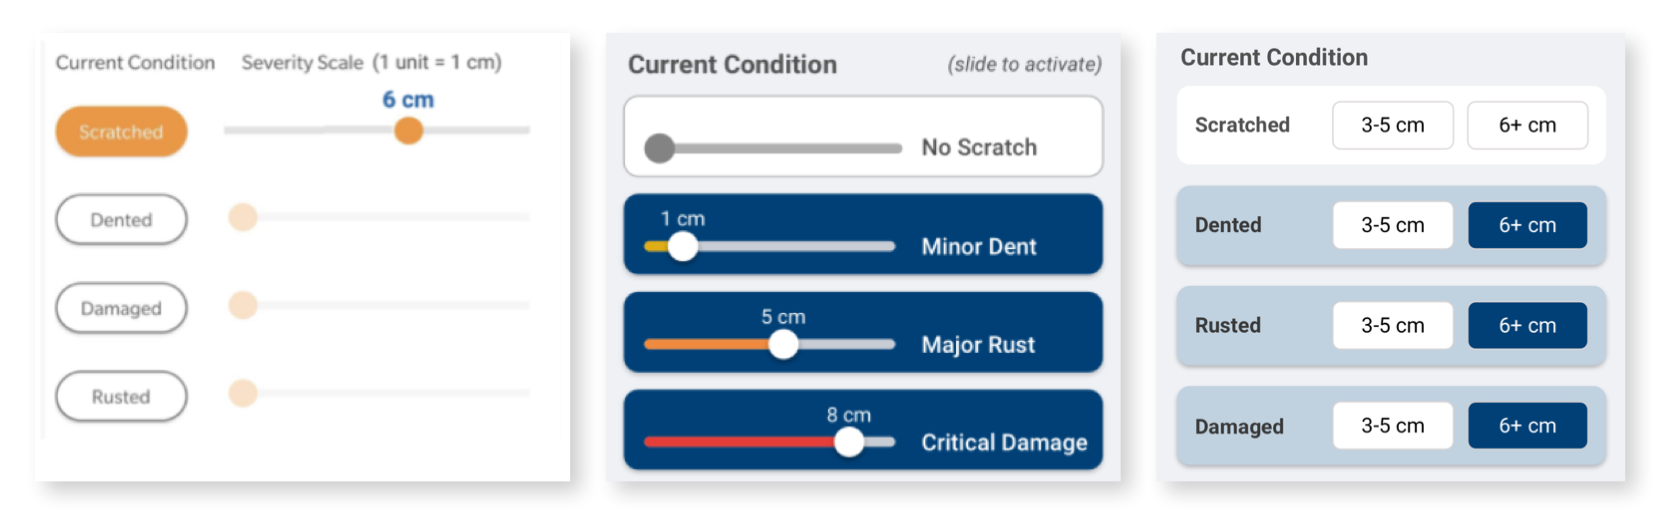 Current Condition Severity Scale (1 unit = 1 cm)
6 cm
Scratched
Dented
Damaged
Rusted
Current Condition (slide to activate)
No Scratch
1 cm
Minor Dent
5 cm
Major Rust
8 cm
Critical Damage
Current Condition
Scratched 3-5 cm 6+ cm
Dented 3-5 cm 6+ cm
Rusted 3-5 cm 6+ cm
Damaged 3-5 cm 6+ cm